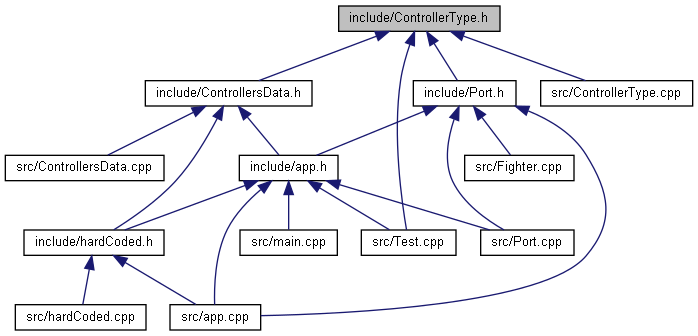 include/ControllerType.h
include/ControllersData.h
include/Port.h
src/ControllerType.cpp
src/ControllersData.cpp
include/app.h
src/Fighter.cpp
include/hardCoded.h
src/main.cpp
src/Test.cpp
src/Port.cpp
src/hardCoded.cpp
src/app.cpp